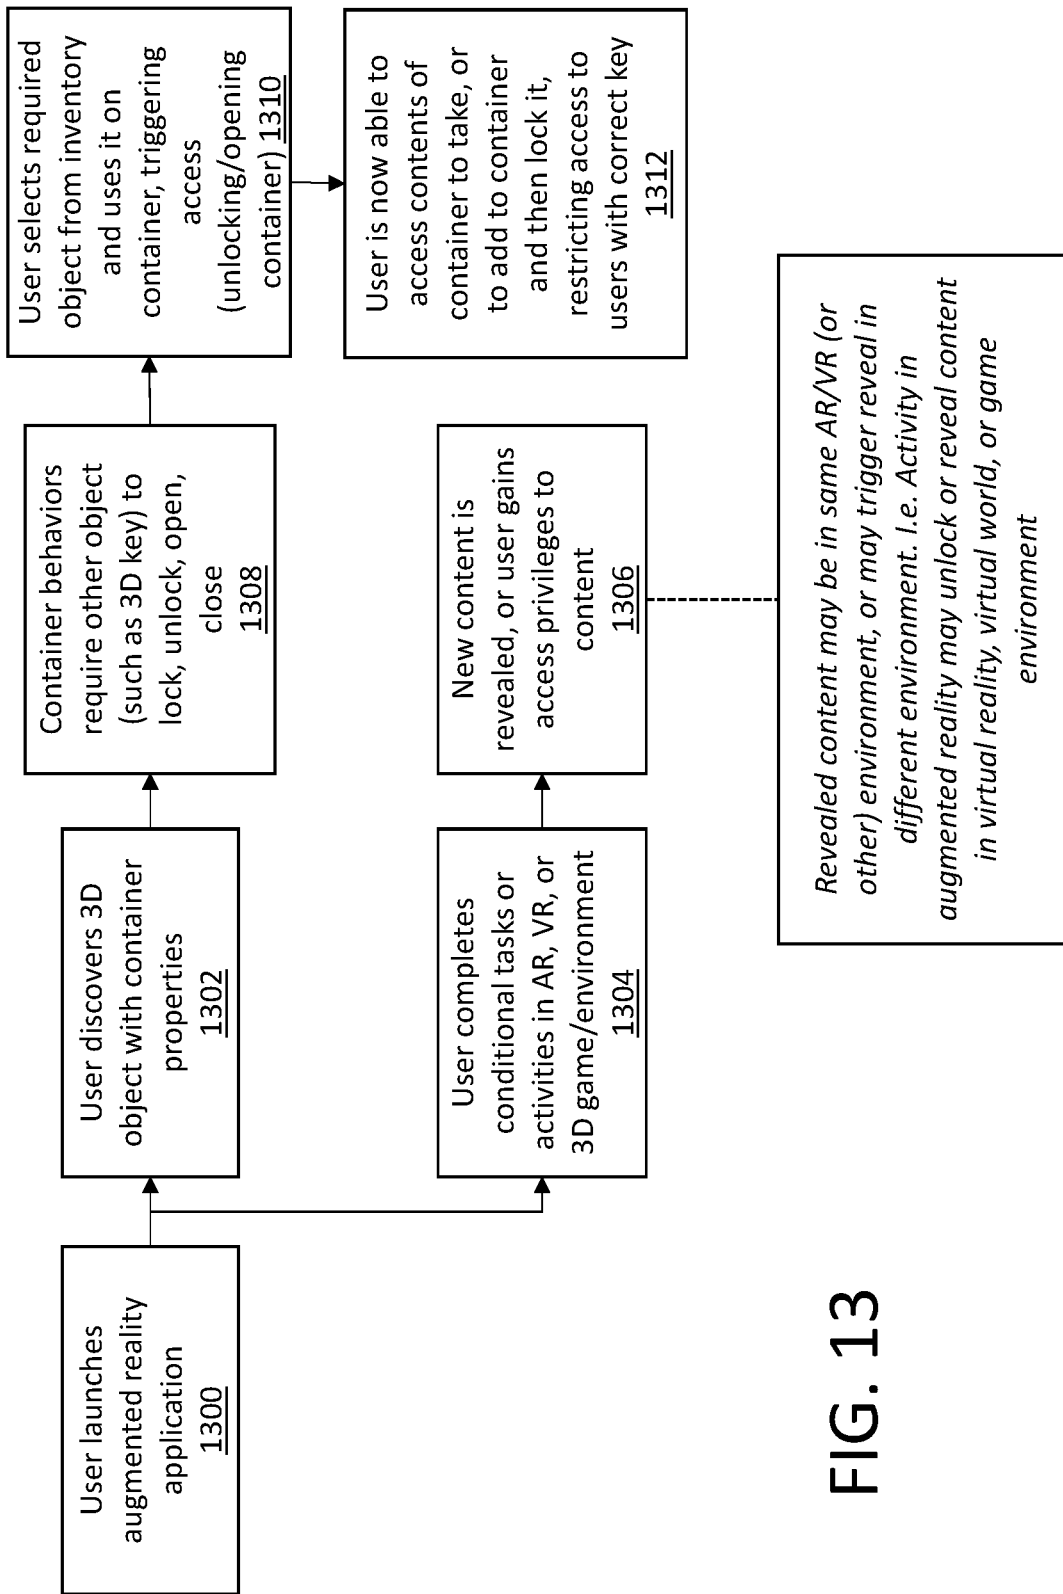 User launches
augmented reality
application
1300
User discovers 3D
object with container
properties
1302
Container behaviors
require other object
(such as 3D key) to
lock, unlock, open,
close
1308
User selects required
object from inventory
and uses it on
container, triggering
access
(unlocking/opening
container) 1310
User is now able to
access contents of
container to take, or
to add to container
and then lock it,
restricting access to
users with correct key
1312
User completes
conditional tasks or
activities in AR, VR, or
3D game/environment
1304
New content is
revealed, or user gains
access privileges to
content
1306
Revealed content may be in same AR/VR (or
other) environment, or may trigger reveal in
different environment. I.e. Activity in
augmented reality may unlock or reveal content
in virtual reality, virtual world, or game
environment
FIG. 13